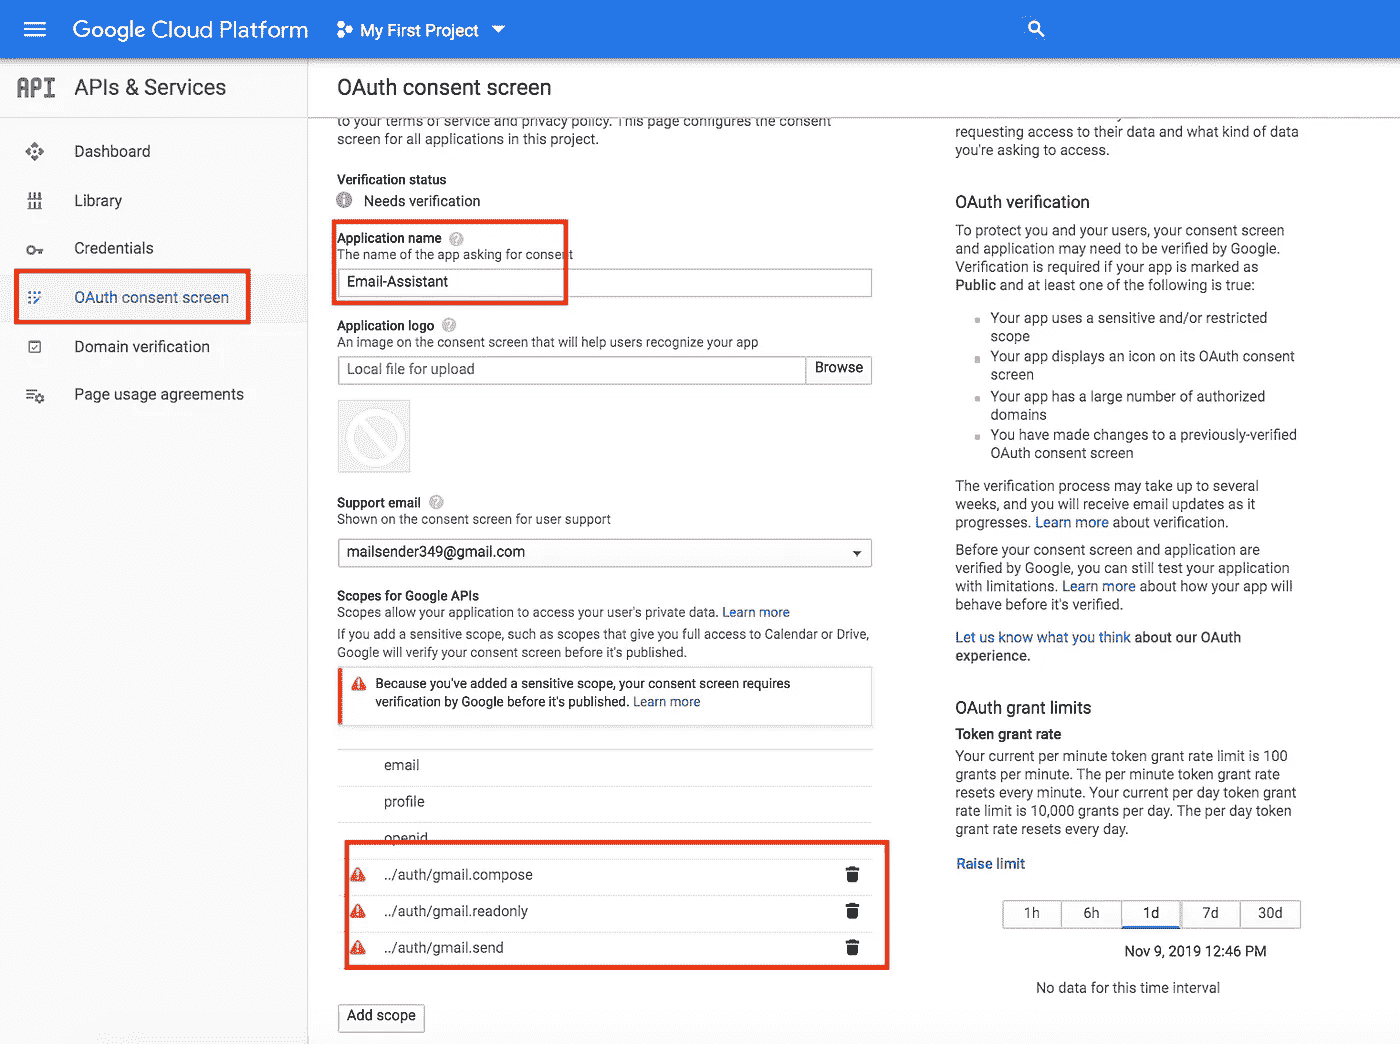 Google Cloud Platform
My First Project
API
APIs & Services
Dashboard
Library
Credentials
OAuth consent screen
Domain verification
Page usage agreements
OAuth consent screen
to your terms of service and privacy policy. This page configures the consent
screen for all applications in this project.
Verification status
Needs verification
Application name
The name of the app asking for consent
Email-Assistant
Application logo
An image on the consent screen that will help users recognize your app
Local file for upload
Browse
Support email
Shown on the consent screen for user support
mailsender349@gmail.com
Scopes for Google APIs
Scopes allow your application to access your user's private data. Learn more
If you add a sensitive scope, such as scopes that give you full access to Calendar or Drive,
Google will verify your consent screen before it's published.
Because you've added a sensitive scope, your consent screen requires
verification by Google before it's published. Learn more
email
profile
openid
../auth/gmail.compose
../auth/gmail.readonly
../auth/gmail.send
Add scope
requesting access to their data and what kind of data
you're asking to access.
OAuth verification
To protect you and your users, your consent screen
and application may need to be verified by Google.
Verification is required if your app is marked as
Public and at least one of the following is true:
Your app uses a sensitive and/or restricted
scope
Your app displays an icon on its OAuth consent
screen
Your app has a large number of authorized
domains
You have made changes to a previously-verified
OAuth consent screen
The verification process may take up to several
weeks, and you will receive email updates as it
progresses. Learn more about verification.
Before your consent screen and application are
verified by Google, you can still test your application
with limitations. Learn more about how your app will
behave before it's verified.
Let us know what you think about our OAuth
experience.
OAuth grant limits
Token grant rate
Your current per minute token grant rate limit is 100
grants per minute. The per minute token grant rate
resets every minute. Your current per day token grant
rate limit is 10,000 grants per day. The per day token
grant rate resets every day.
Raise limit
1h 6h 1d 7d 30d
Nov 9, 2019 12:46 PM
No data for this time interval